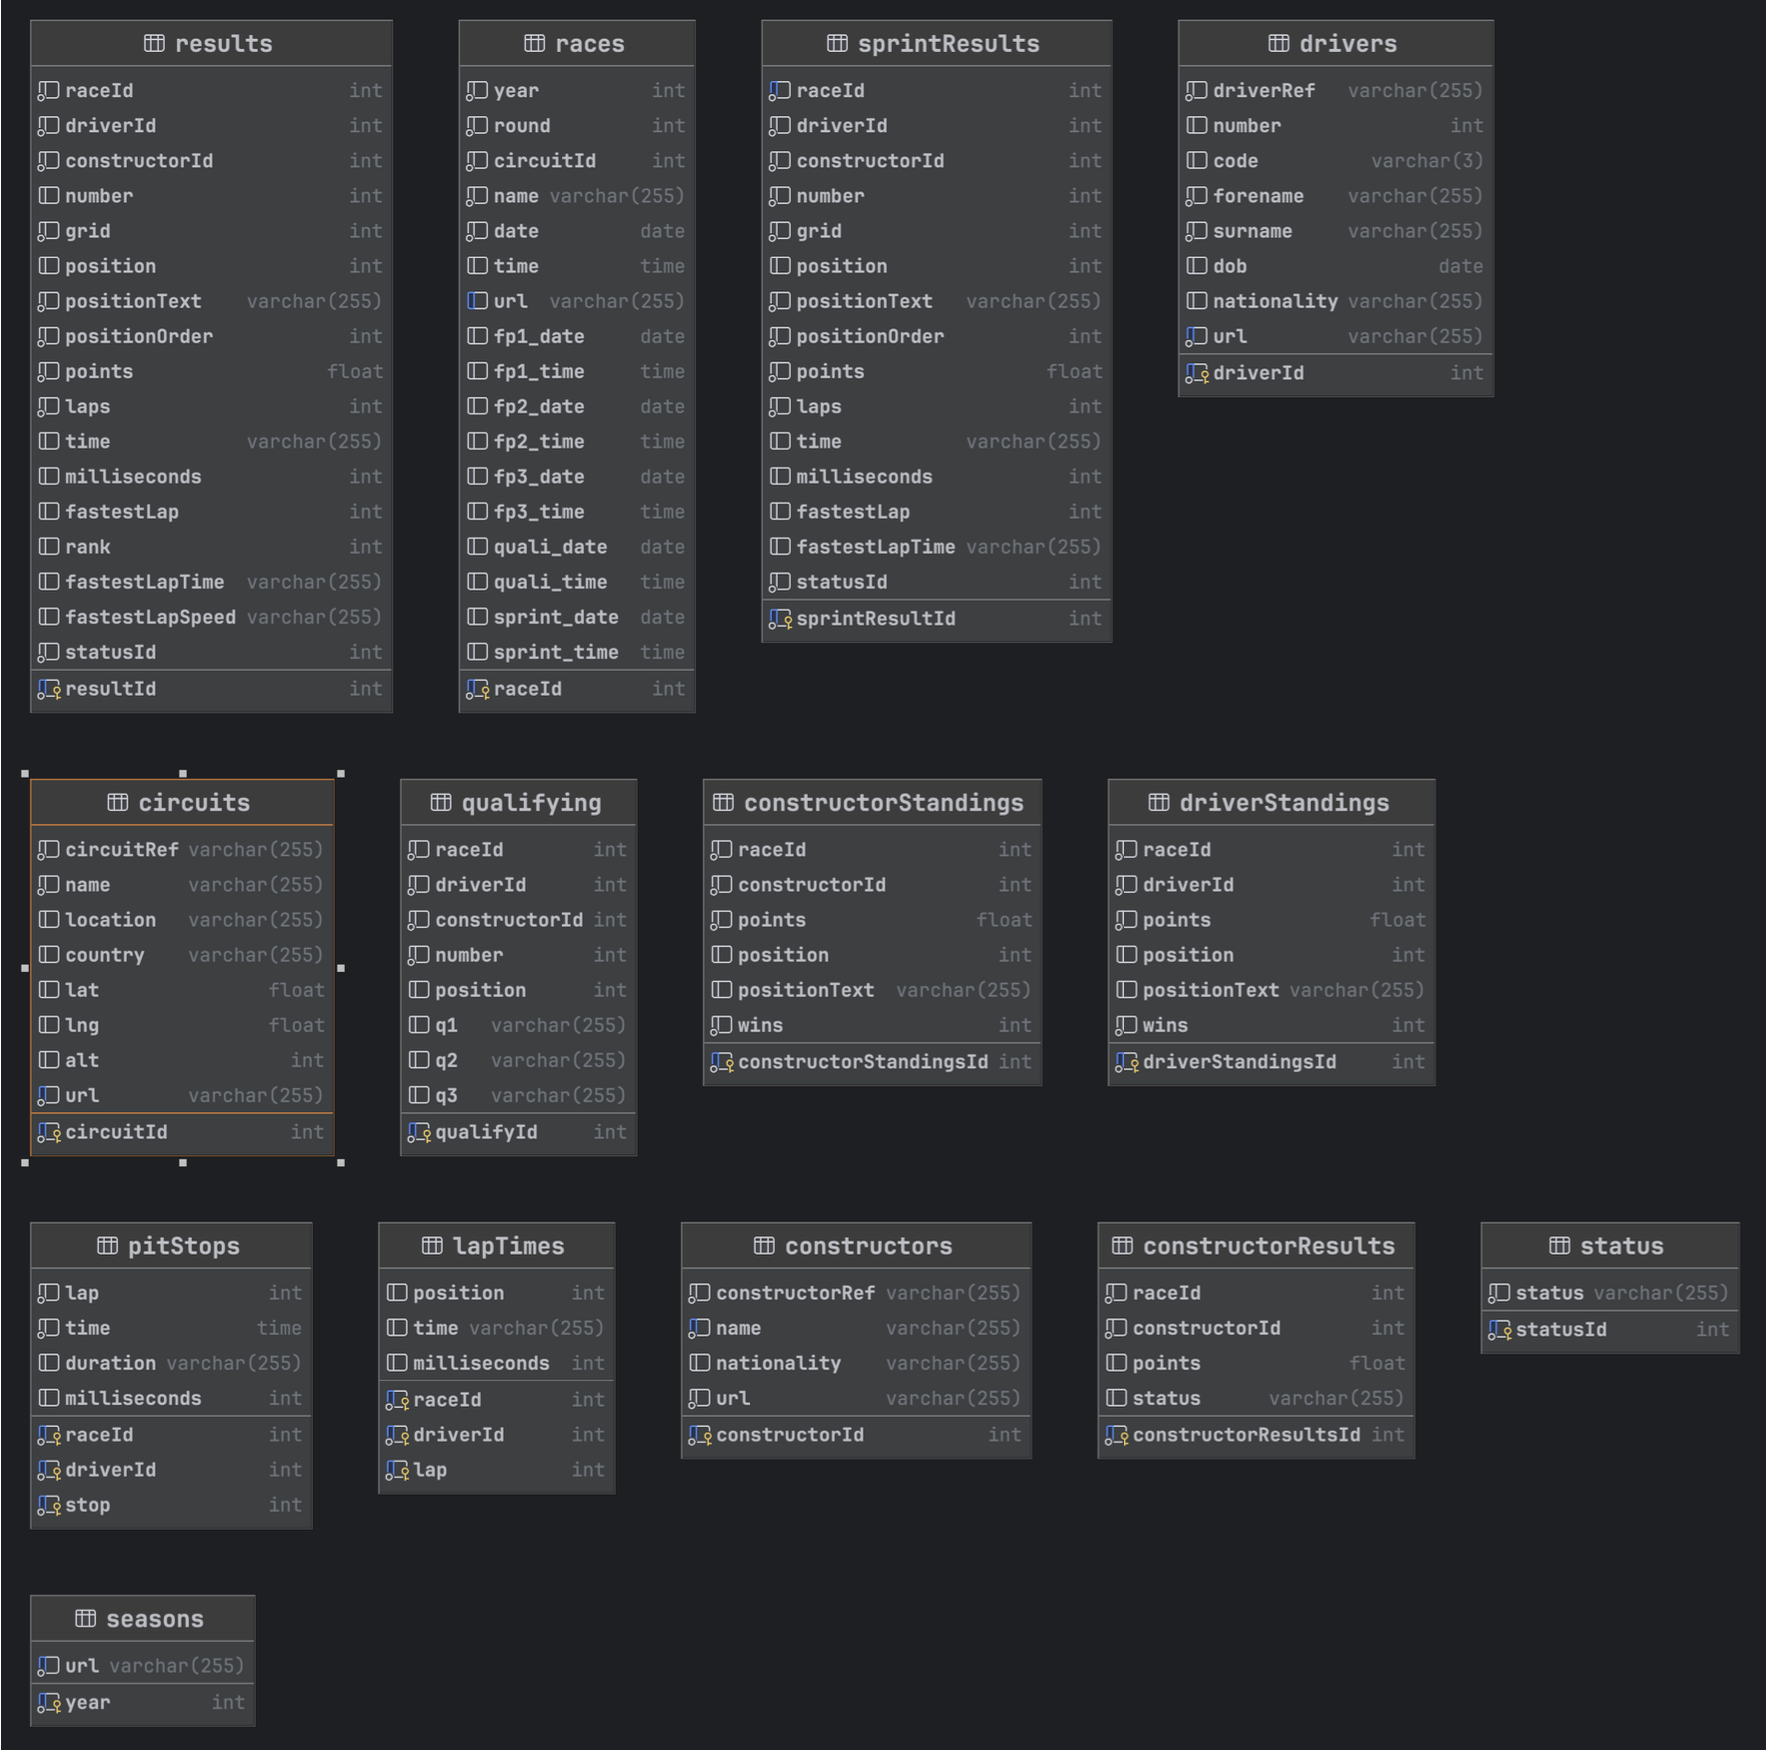 results
raceId int
driverId int
constructorId int
number int
grid int
position int
positionText varchar(255)
positionOrder int
points float
laps int
time varchar(255)
milliseconds int
fastestLap int
rank int
fastestLapTime varchar(255)
fastestLapSpeed varchar(255)
statusId int
resultId int
races
year int
round int
circuitId int
name varchar(255)
date date
time time
url varchar(255)
fp1_date date
fp1_time time
fp2_date date
fp2_time time
fp3_date date
fp3_time time
quali_date date
quali_time time
sprint_date date
sprint_time time
raceId int
sprintResults
raceId int
driverId int
constructorId int
number int
grid int
position int
positionText varchar(255)
positionOrder int
points float
laps int
time varchar(255)
milliseconds int
fastestLap int
fastestLapTime varchar(255)
statusId int
sprintResultId int
drivers
driverRef varchar(255)
number int
code varchar(3)
forename varchar(255)
surname varchar(255)
dob date
nationality varchar(255)
url varchar(255)
driverId int
circuits
circuitRef varchar(255)
name varchar(255)
location varchar(255)
country varchar(255)
lat float
lng float
alt int
url varchar(255)
circuitId int
qualifying
raceId int
driverId int
constructorId int
number int
position int
q1 varchar(255)
q2 varchar(255)
q3 varchar(255)
qualifyId int
constructorStandings
raceId int
constructorId int
points float
position int
positionText varchar(255)
wins int
constructorStandingsId int
driverStandings
raceId int
driverId int
points float
position int
positionText varchar(255)
wins int
driverStandingsId int
pitStops
lap int
time time
duration varchar(255)
milliseconds int
raceId int
driverId int
stop int
lapTimes
position int
time varchar(255)
milliseconds int
raceId int
driverId int
lap int
constructors
constructorRef varchar(255)
name varchar(255)
nationality varchar(255)
url varchar(255)
constructorId int
constructorResults
raceId int
constructorId int
points float
status varchar(255)
constructorResultsId int
status
status varchar(255)
statusId int
seasons
url varchar(255)
year int